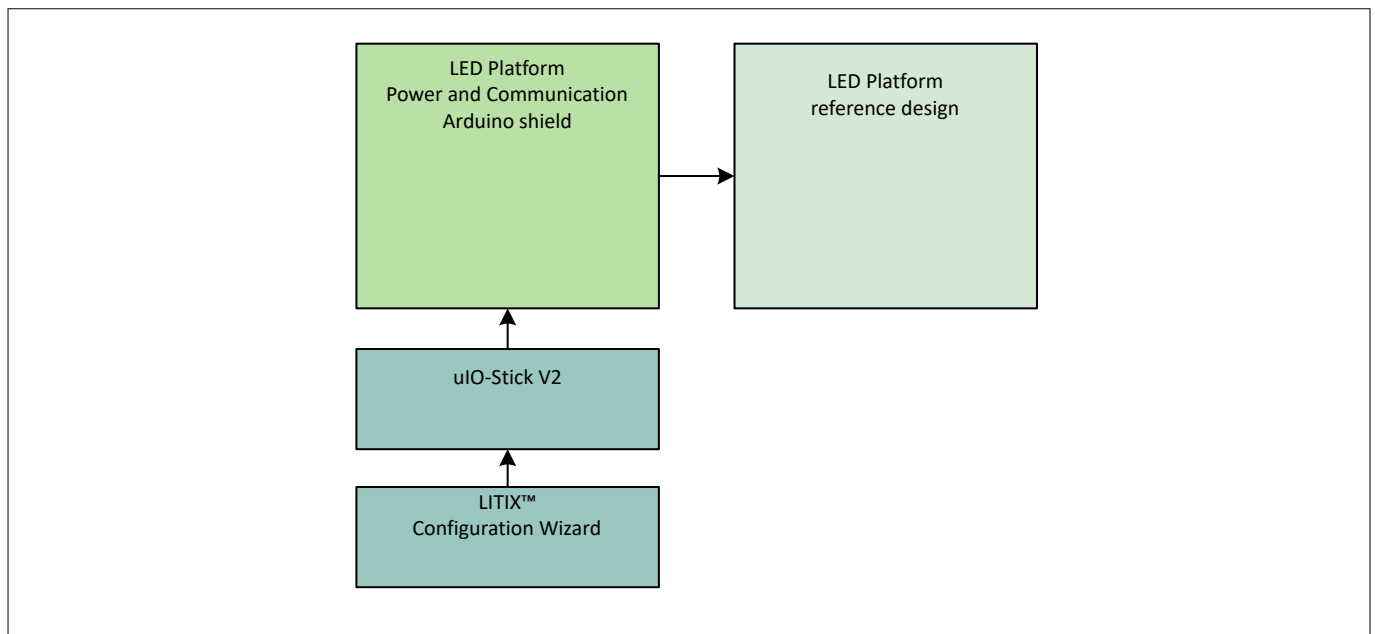 LED Platform
Power and Communication
Arduino shield
LED Platform
reference design
uIO-Stick V2
LITIX™
Configuration Wizard